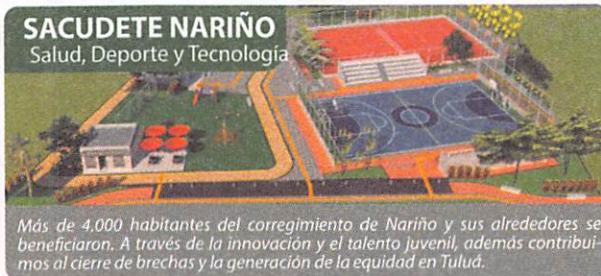 SACUDETE NARIÑO
Salud, Deporte y Tecnología
Más de 4.000 habitantes del corregimiento de Nariño y sus alrededores se
beneficiaron. A través de la innovación y el talento juvenil, además contribui-
mos al cierre de brechas y la generación de la equidad en Tuluá.